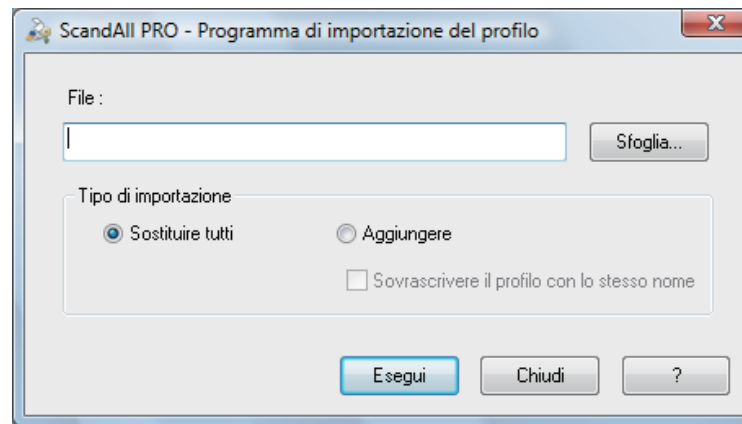 ScandAll PRO - Programma di importazione del profilo
File :
Sfoglia...
Tipo di importazione
Sostituire tutti
Aggiungere
Sovrascrivere il profilo con lo stesso nome
Esegui
Chiudi
?